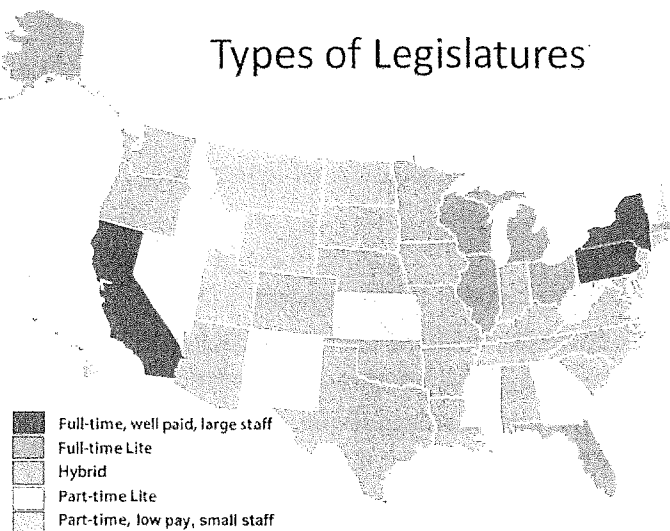 Types of Legislatures
Full-time, well paid, large staff
Full-time Lite
Hybrid
Part-time Lite
Part-time, low pay, small staff